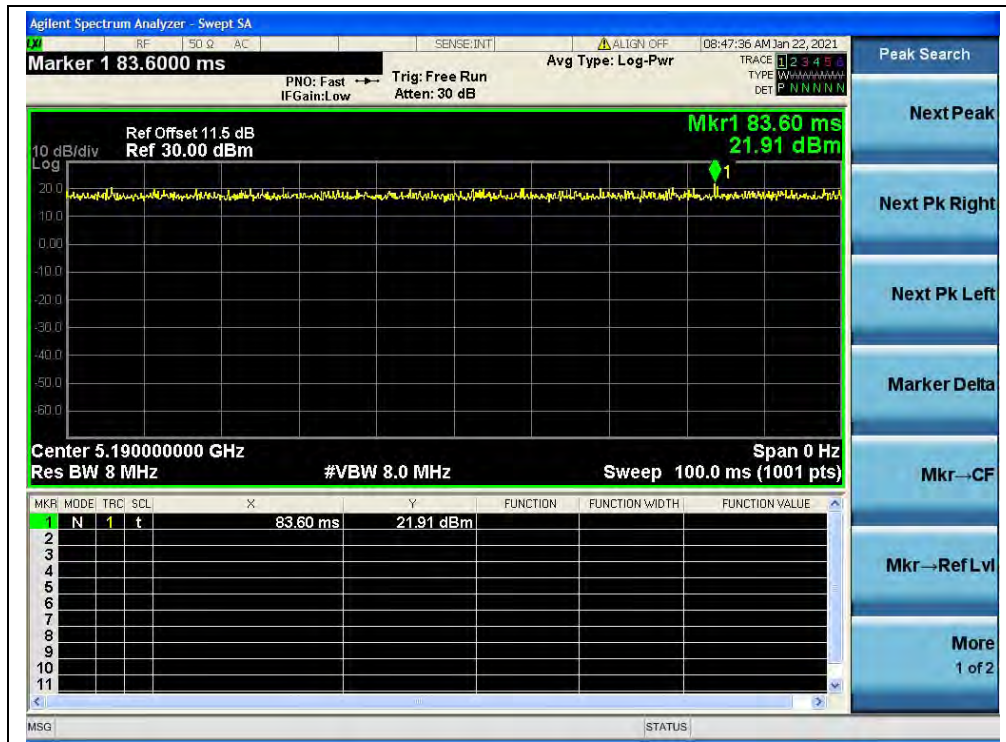 Agilent Spectrum Analyzer - Swept SA
LXI RF 50 Ω AC SENSE:INT ALIGN OFF 08:47:36 AM Jan 22, 2021
Marker 1 83.6000 ms
PNO: Fast
IFGain:Low
Trig: Free Run
Atten: 30 dB
Avg Type: Log-Pwr
TRACE 1 2 3 4 5 6
TYPE
DET P N N N N N
Peak Search
Next Peak
Next Pk Right
Next Pk Left
Marker Delta
Mkr→CF
Mkr→Ref Lvl
More
1 of 2
Mkr1 83.60 ms
21.91 dBm
Ref Offset 11.5 dB
10 dB/div Ref 30.00 dBm
Log
1
20.0
10.0
0.00
-10.0
-20.0
-30.0
-40.0
-50.0
-60.0
Center 5.190000000 GHz Span 0 Hz
Res BW 8 MHz #VBW 8.0 MHz Sweep 100.0 ms (1001 pts)
MKR MODE TRC SCL X Y FUNCTION FUNCTION WIDTH FUNCTION VALUE
1 N 1 t 83.60 ms 21.91 dBm
2
3
4
5
6
7
8
9
10
11
MSG STATUS